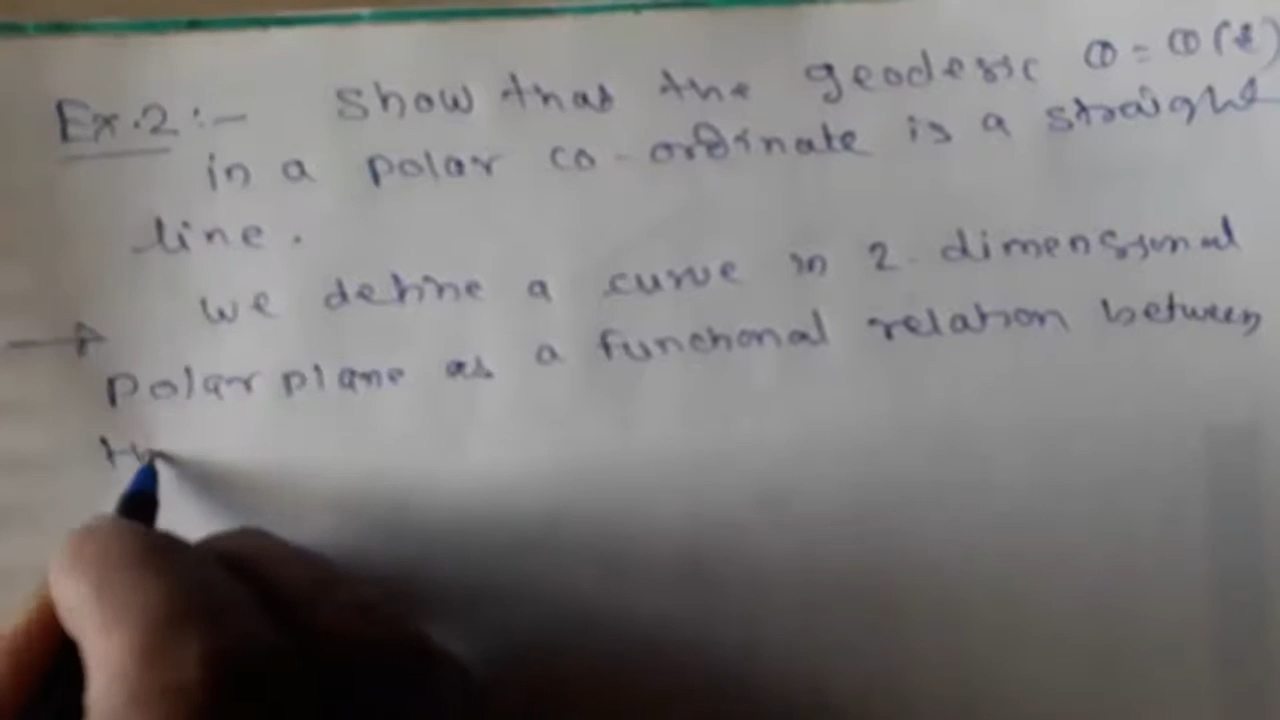 Ex.2 :- Show that the geodesic Θ = Θ(r)
in a polar co-ordinate is a straight
line.
→ We define a curve in 2-dimensional
polar plane as a functional relation between